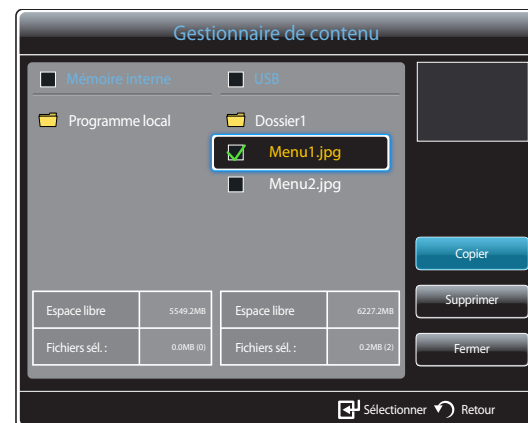 Gestionnaire de contenu
Mémoire interne
USB
Programme local
Dossier1
Menu1.jpg
Menu2.jpg
Copier
Supprimer
Fermer
Espace libre 5549.2MB
Espace libre 6227.2MB
Fichiers sél. : 0.0MB (0)
Fichiers sél. : 0.2MB (2)
Sélectionner Retour